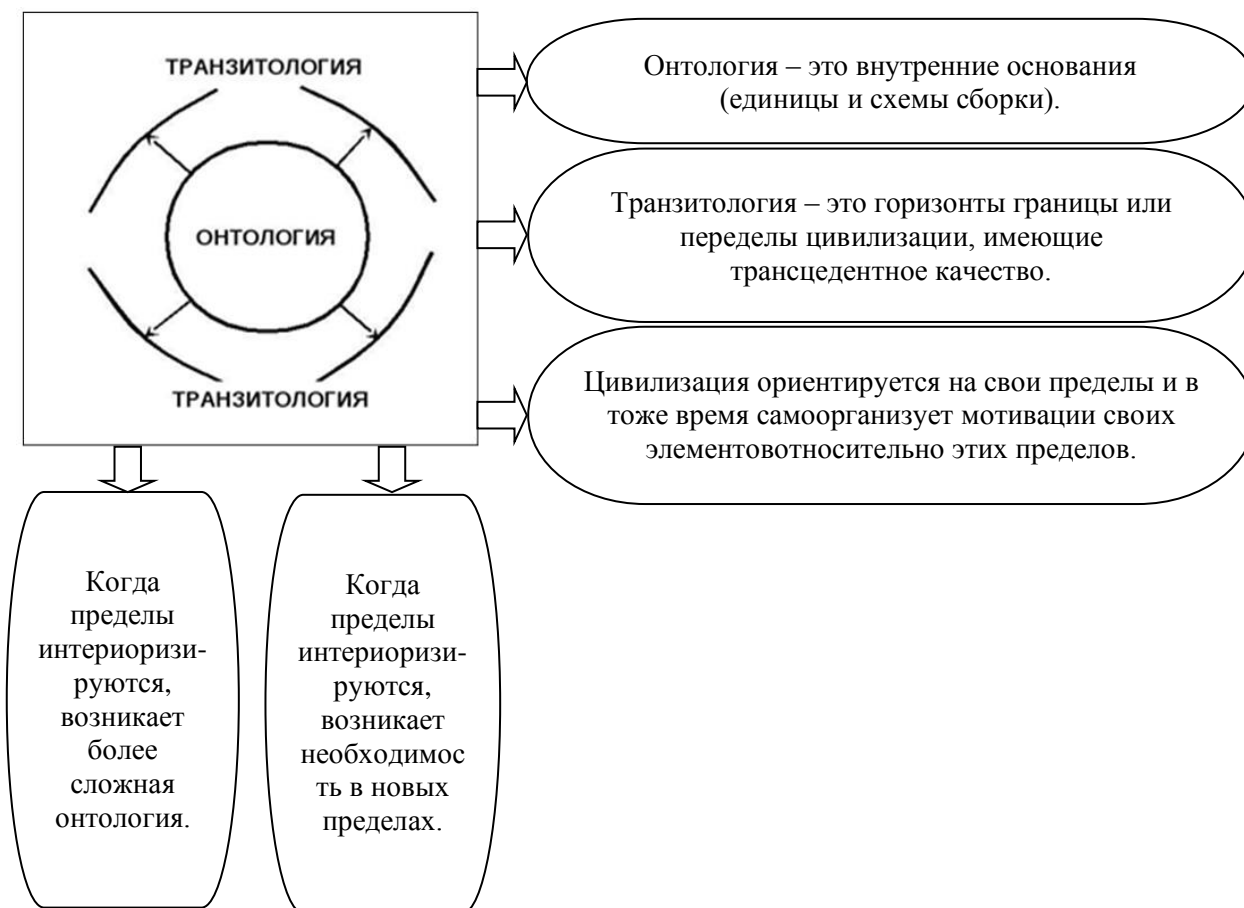 ТРАНЗИТОЛОГИЯ
ОНТОЛОГИЯ
ТРАНЗИТОЛОГИЯ
Онтология – это внутренние основания
(единицы и схемы сборки).
Транзитология – это горизонты границы или
переделы цивилизации, имеющие
трансцедентное качество.
Цивилизация ориентируется на свои пределы и в
тоже время самоорганизует мотивации своих
элементовотносительно этих пределов.
Когда
пределы
интериоризи-
руются,
возникает
более
сложная
онтология.
Когда
пределы
интериоризи-
руются,
возникает
необходимос
ть в новых
пределах.